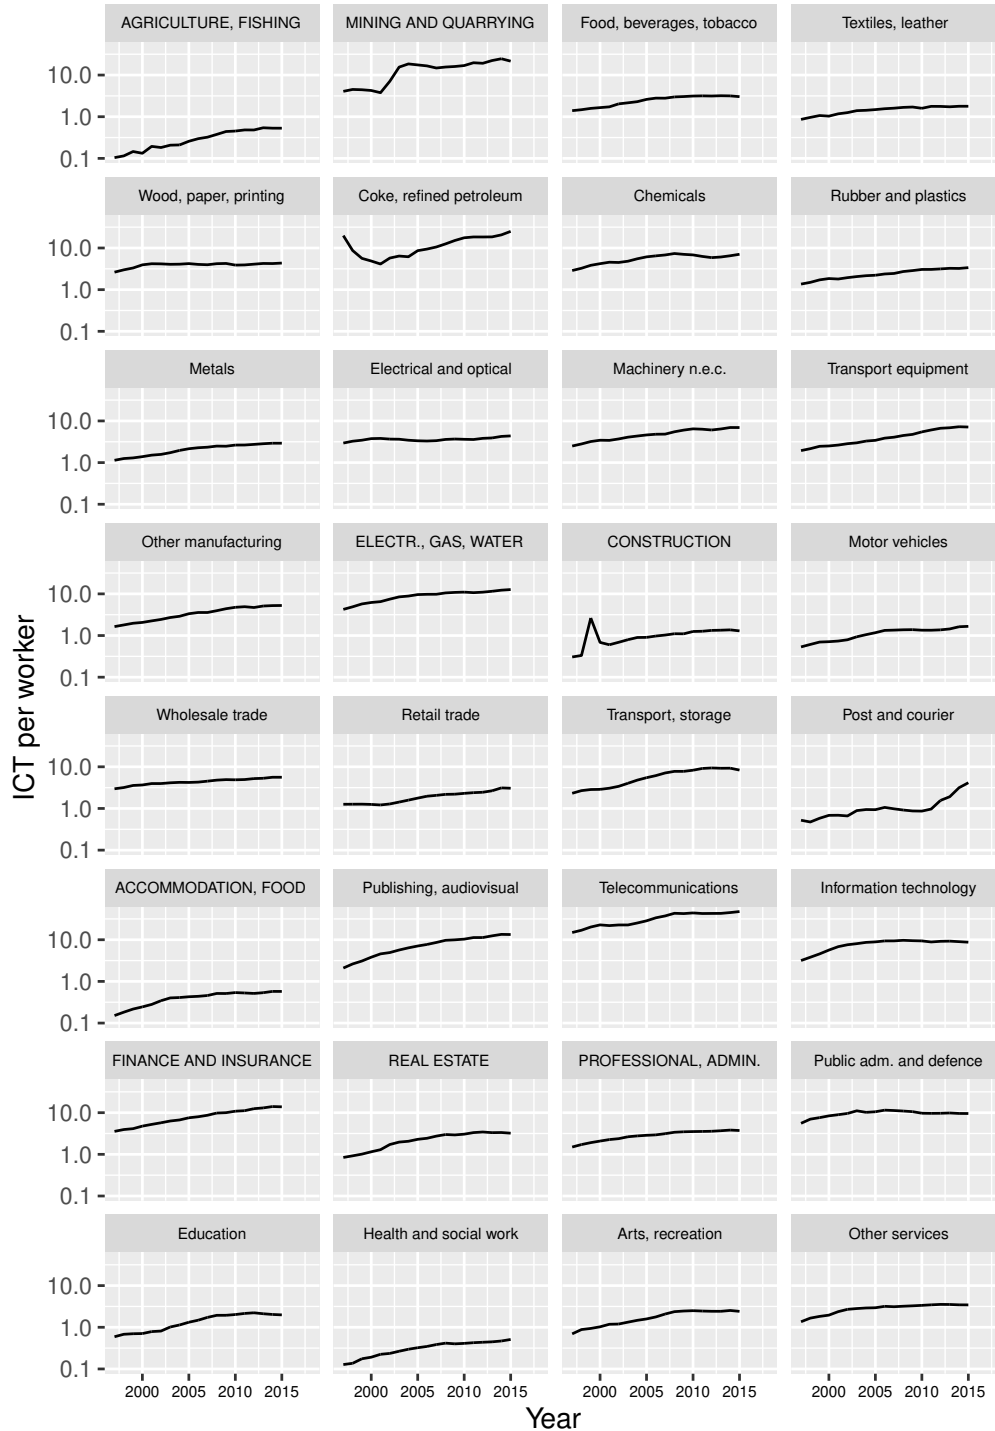 AGRICULTURE, FISHING MINING AND QUARRYING Food, beverages, tobacco Textiles, leather
10.0
1.0
0.1
Wood, paper, printing Coke, refined petroleum Chemicals Rubber and plastics
10.0
1.0
0.1
Metals Electrical and optical Machinery n.e.c. Transport equipment
10.0
1.0
0.1
Other manufacturing ELECTR., GAS, WATER CONSTRUCTION Motor vehicles
10.0
1.0
0.1
ICT per worker
Wholesale trade Retail trade Transport, storage Post and courier
10.0
1.0
0.1
ACCOMMODATION, FOOD Publishing, audiovisual Telecommunications Information technology
10.0
1.0
0.1
FINANCE AND INSURANCE REAL ESTATE PROFESSIONAL, ADMIN. Public adm. and defence
10.0
1.0
0.1
Education Health and social work Arts, recreation Other services
10.0
1.0
0.1
2000 2005 2010 2015 2000 2005 2010 2015 2000 2005 2010 2015 2000 2005 2010 2015
Year